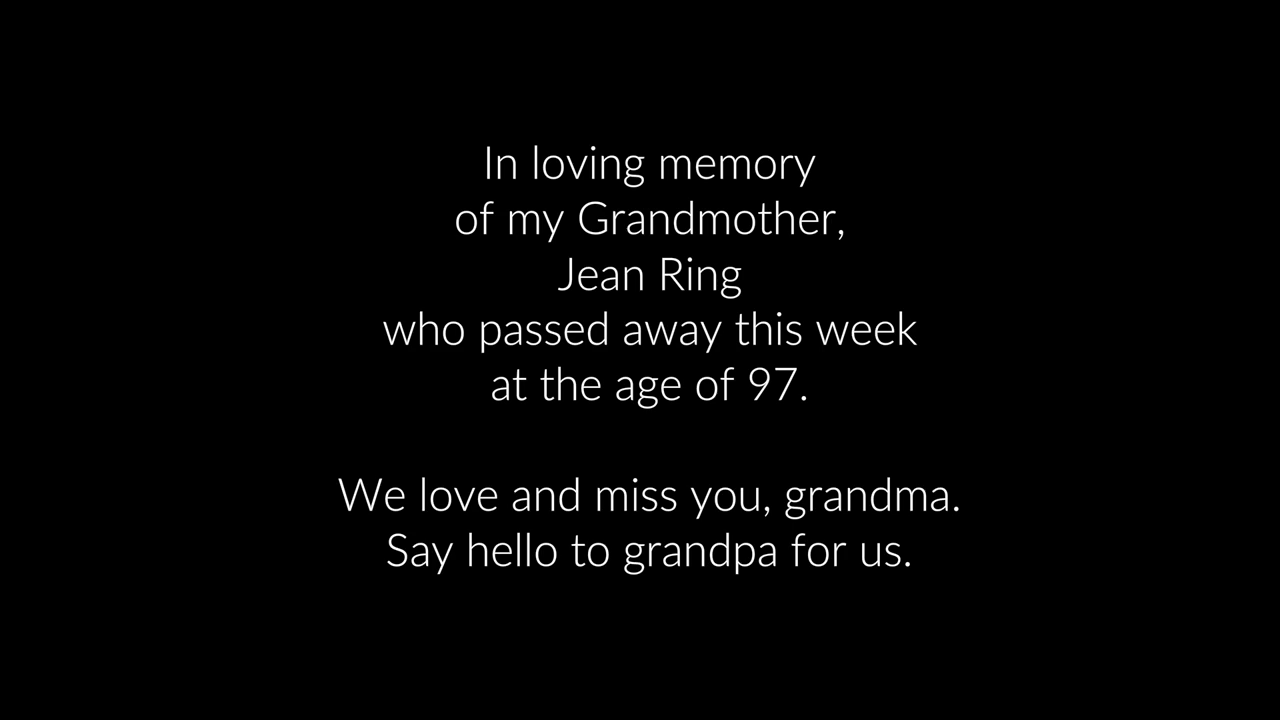 In loving memory
of my Grandmother,
Jean Ring
who passed away this week
at the age of 97.
We love and miss you, grandma.
Say hello to grandpa for us.